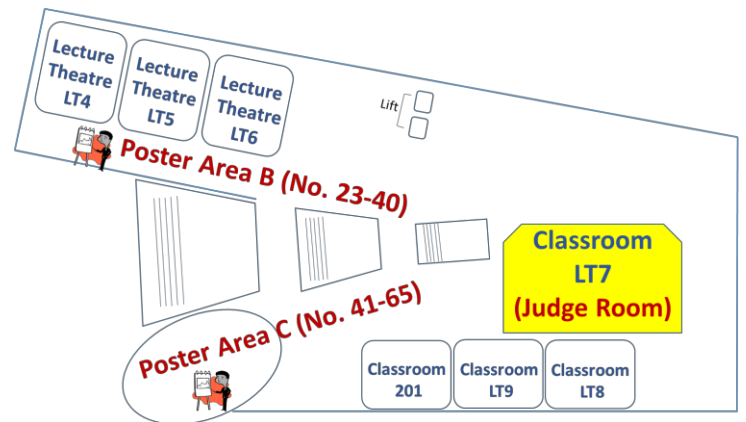 Lecture
Theatre
LT4
Lecture
Theatre
LT5
Lecture
Theatre
LT6
Lift
Poster Area B (No. 23-40)
Classroom
LT7
(Judge Room)
Poster Area C (No. 41-65)
Classroom
201
Classroom
LT9
Classroom
LT8